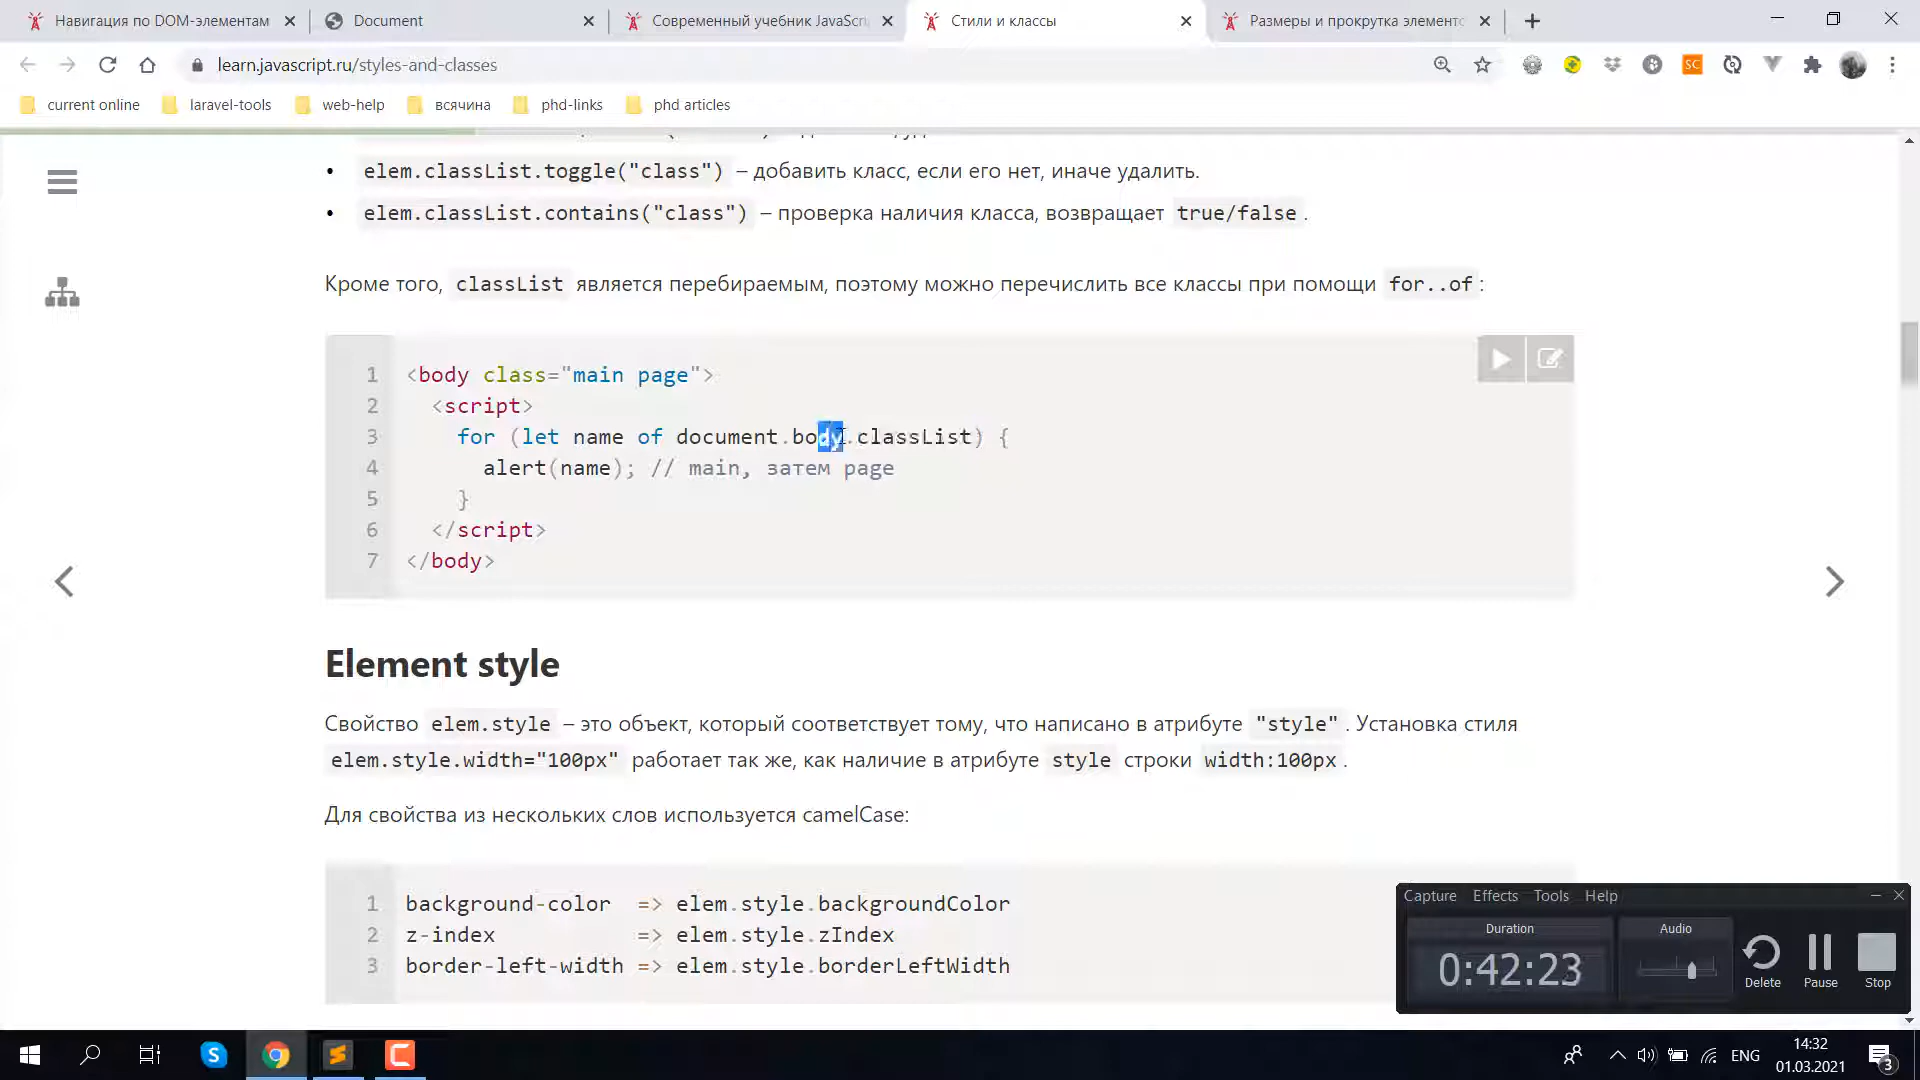 Навигация по DOM-элементам
Document
Современный учебник JavaScri
Стили и классы
Размеры и прокрутка элемент
learn.javascript.ru/styles-and-classes
SC
current online
laravel-tools
web-help
всячина
phd-links
phd articles
• elem.classList.toggle("class") – добавить класс, если его нет, иначе удалить.
• elem.classList.contains("class") – проверка наличия класса, возвращает true/false.
Кроме того, classList является перебираемым, поэтому можно перечислить все классы при помощи for..of:
1 <body class="main page">
2 <script>
3 for (let name of document.body.classList) {
4 alert(name); // main, затем page
5 }
6 </script>
7 </body>
Element style
Свойство elem.style – это объект, который соответствует тому, что написано в атрибуте "style". Установка стиля
elem.style.width="100px" работает так же, как наличие в атрибуте style строки width:100px.
Для свойства из нескольких слов используется camelCase:
1 background-color => elem.style.backgroundColor
2 z-index => elem.style.zIndex
3 border-left-width => elem.style.borderLeftWidth
Capture Effects Tools Help
Duration
Audio
0:42:23
Delete
Pause
Stop
S
ENG
14:32
01.03.2021
3